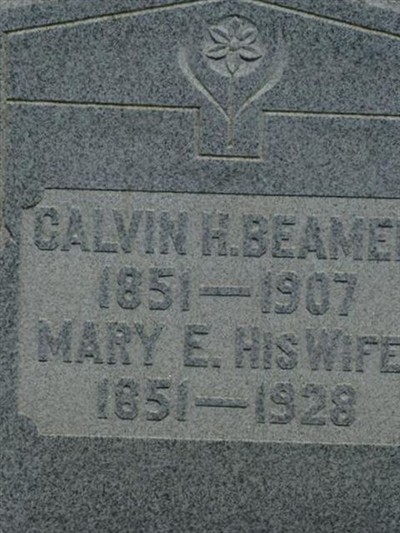 CALVIN H. BEAME
1851—1907
MARY E. HIS WIFE
1851—1928